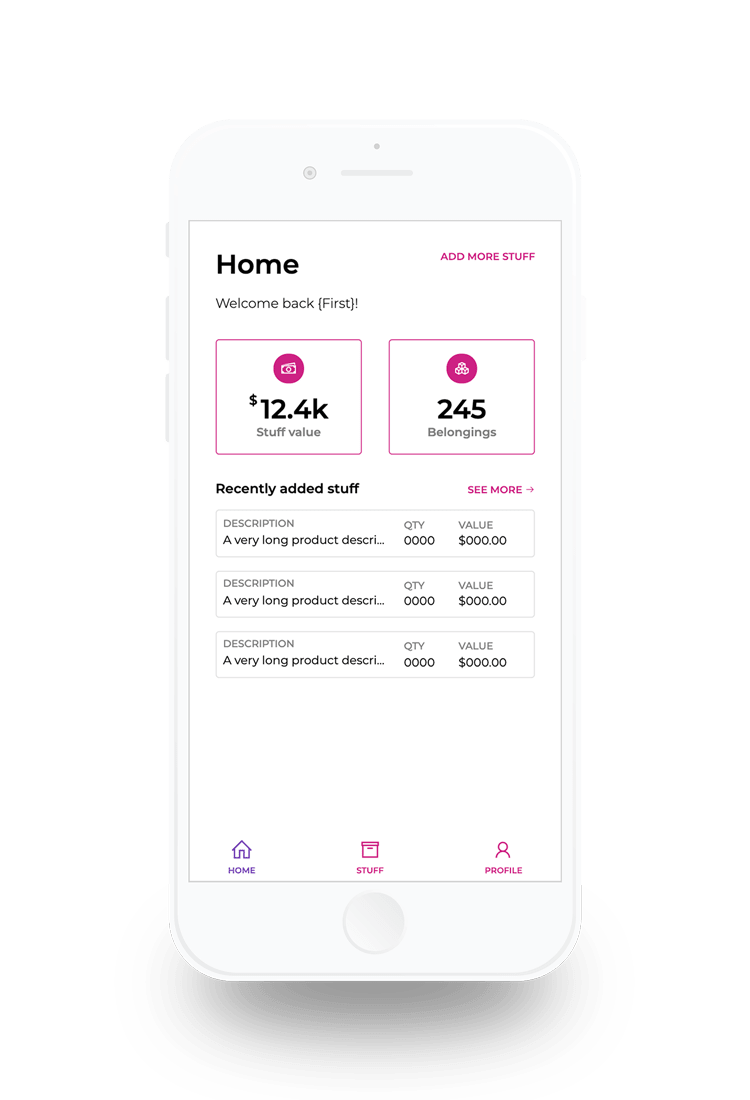 Home
ADD MORE STUFF
Welcome back {First}!
$12.4k
Stuff value
245
Belongings
Recently added stuff
SEE MORE →
DESCRIPTION QTY VALUE
A very long product descri... 0000 $000.00
DESCRIPTION QTY VALUE
A very long product descri... 0000 $000.00
DESCRIPTION QTY VALUE
A very long product descri... 0000 $000.00
HOME STUFF PROFILE